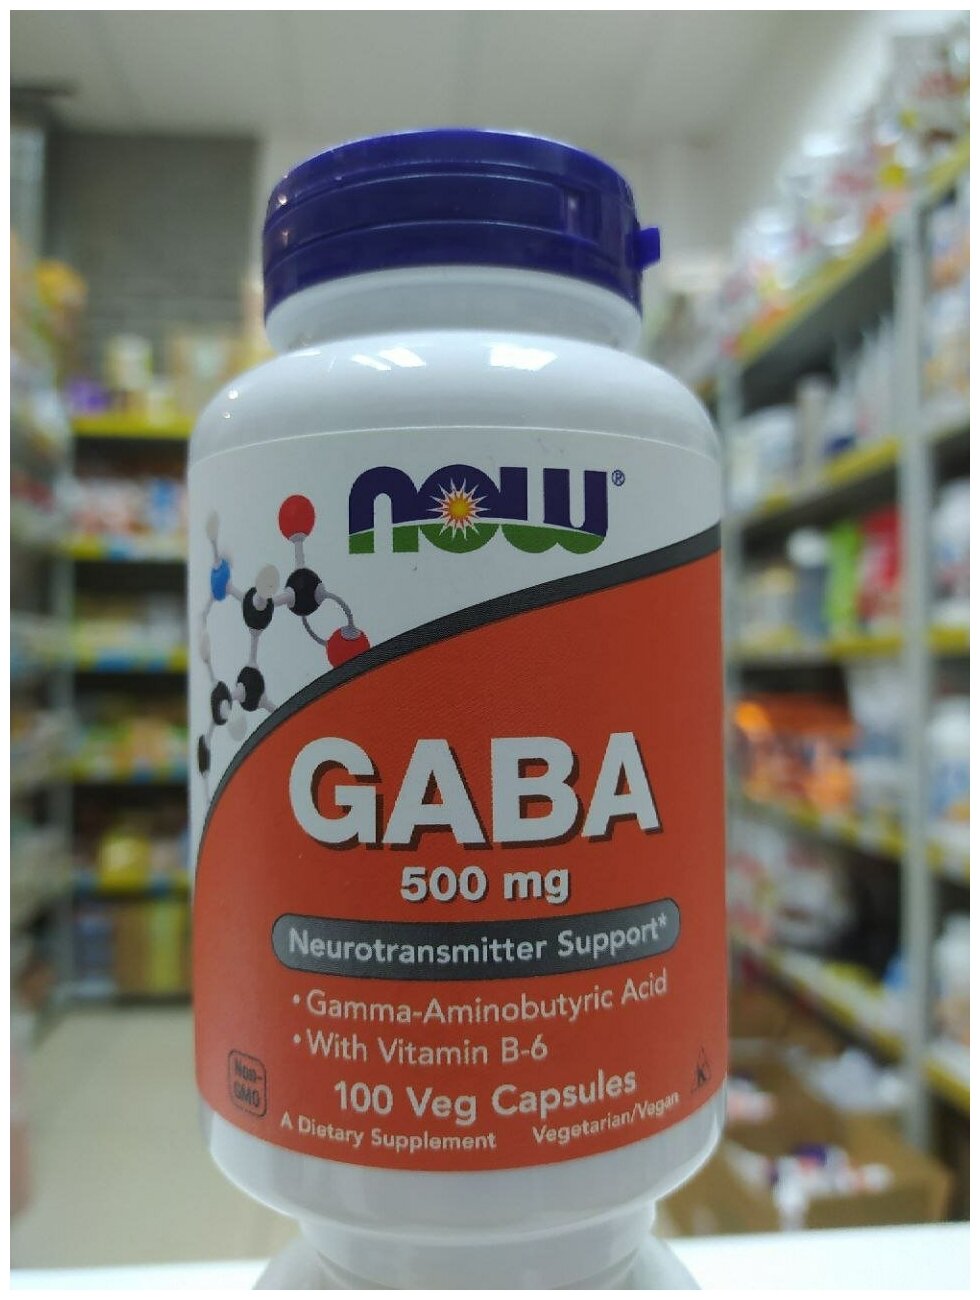 now®
GABA
500 mg
Neurotransmitter Support*
• Gamma-Aminobutyric Acid
• With Vitamin B-6
Non-
GMO
100 Veg Capsules
K
A Dietary Supplement Vegetarian/Vegan